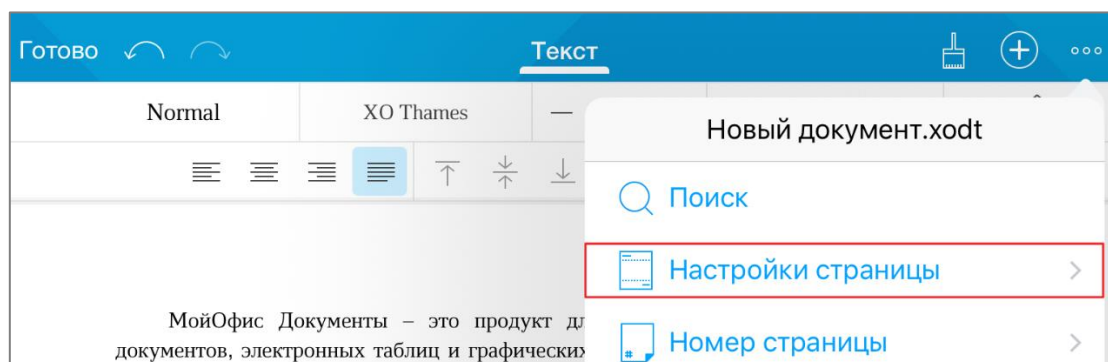 Готово
Текст
Normal
XO Thames
Новый документ.xodt
Поиск
Настройки страницы
Номер страницы
МойОфис Документы – это продукт
документов, электронных таблиц и графических